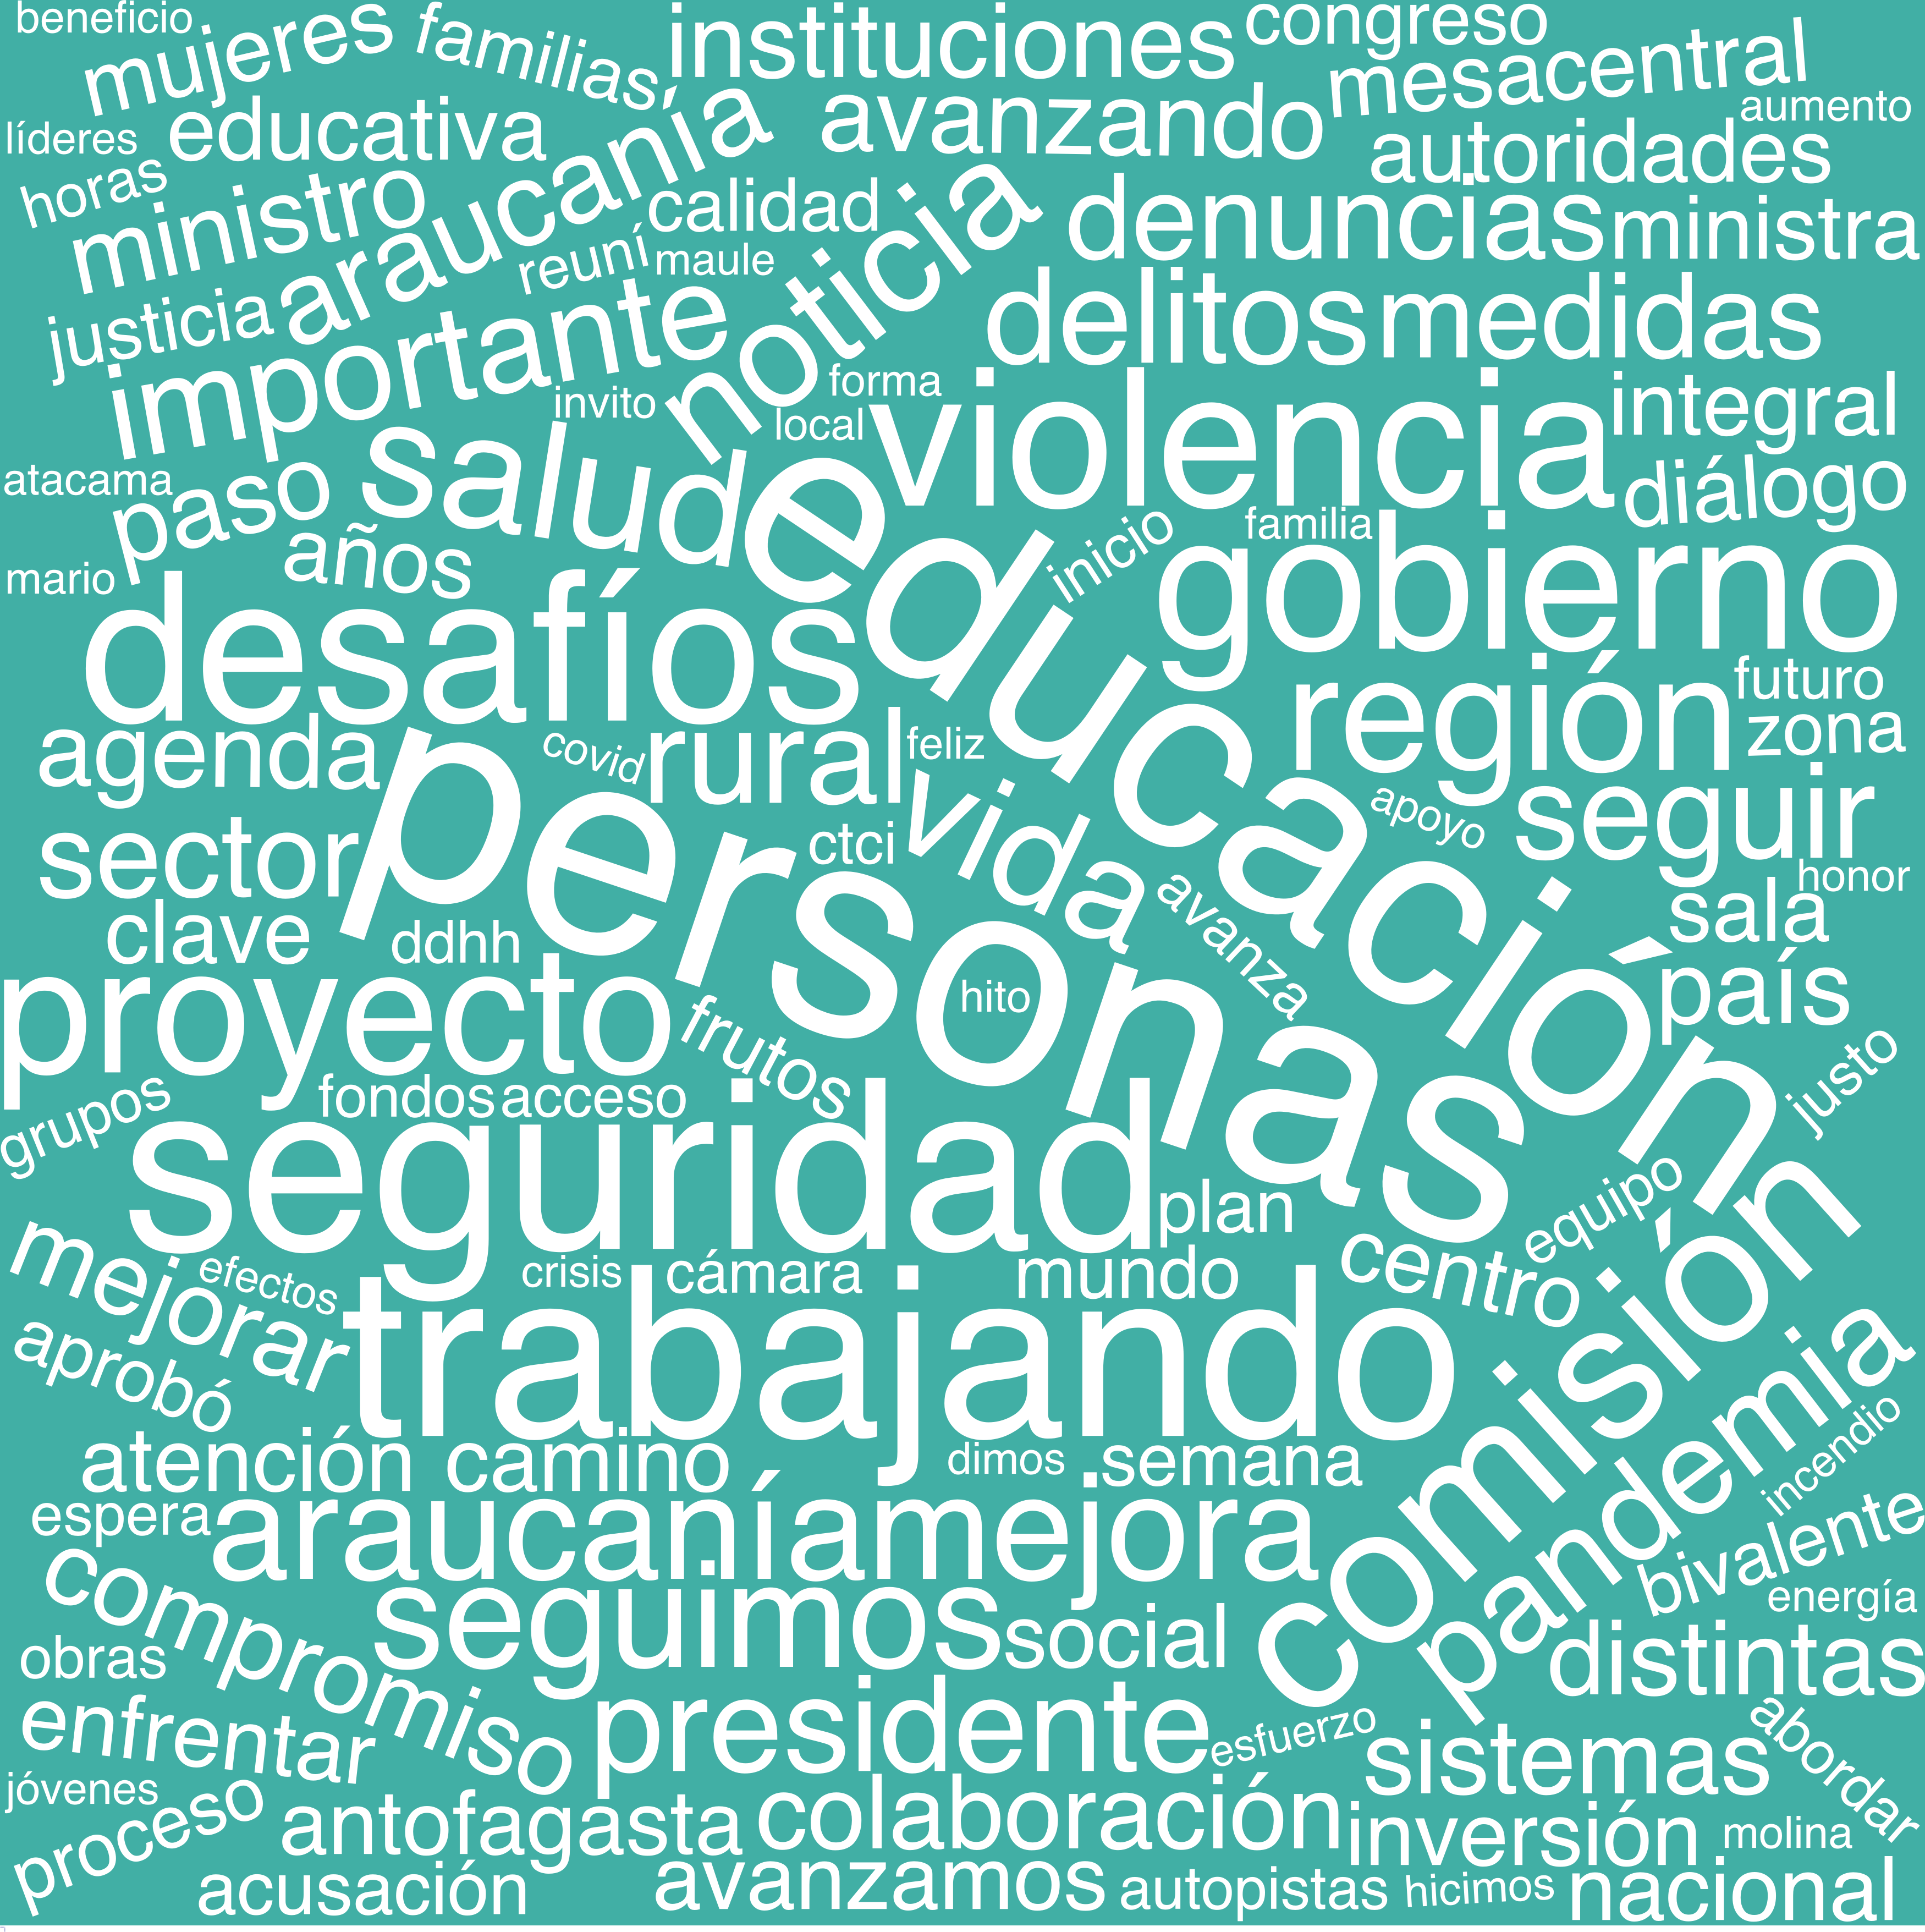 beneficio
mujeres
familias
instituciones
congreso
mesacentral
aumento
líderes
educativa
araucanía
avanzando
autoridades
horas
ministro
calidad
noticia
denuncias
ministra
reuní
maule
justicia
importante
delitos
medidas
forma
invito
local
violencia
integral
atacama
paso
salud
diálogo
años
mario
inicio
familia
gobierno
desafíos
educación
región
futuro
agenda
covid
rural
feliz
zona
personas
vida
apoyo
seguir
sector
ctci
honor
clave
ddhh
avanza
sala
proyecto
hito
país
frutos
justo
grupos
fondos
acceso
seguridad
plan
equipo
mejorar
efectos
crisis
cámara
mundo
centro
comisión
aprobó
trabajando
pandemia
atención
camino
dimos
semana
incendio
espera
araucaníamejora
bivalente
compromiso
seguimos
social
energía
obras
distintas
enfrentar
presidente
esfuerzo
sistemas
abordar
jóvenes
proceso
antofagasta
colaboración
inversión
molina
acusación
avanzamos
autopistas
hicimos
nacional